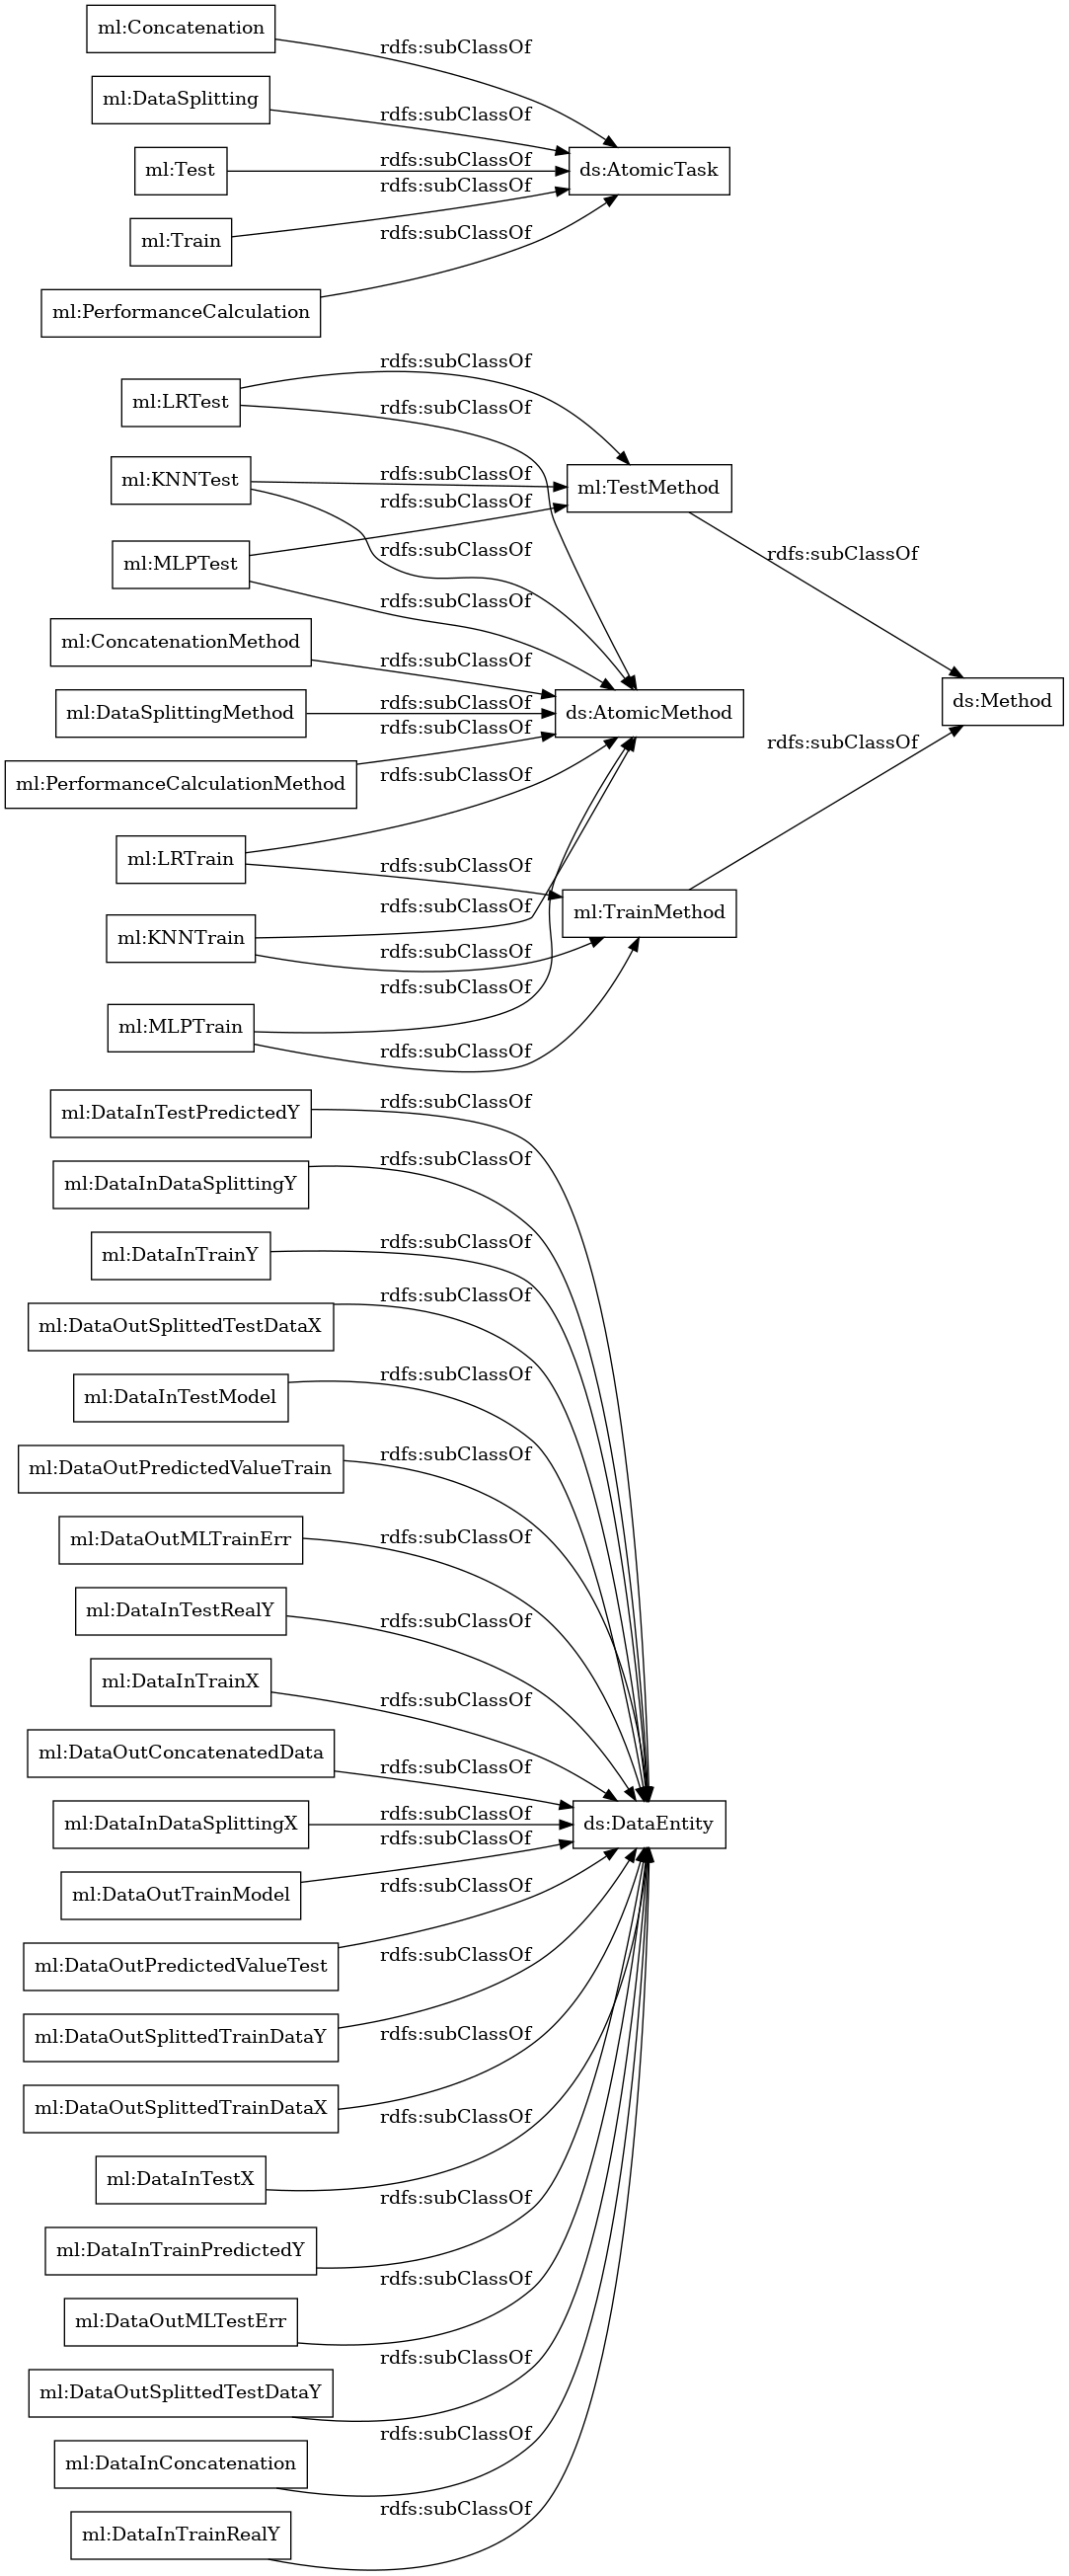 ml:Concatenation
rdfs:subClassOf
ml:DataSplitting
rdfs:subClassOf
ml:Test
rdfs:subClassOf
ds:AtomicTask
rdfs:subClassOf
ml:Train
rdfs:subClassOf
ml:PerformanceCalculation
rdfs:subClassOf
ml:LRTest
rdfs:subClassOf
ml:KNNTest
rdfs:subClassOf
ml:TestMethod
rdfs:subClassOf
ml:MLPTest
rdfs:subClassOf
rdfs:subClassOf
rdfs:subClassOf
ml:ConcatenationMethod
rdfs:subClassOf
ml:DataSplittingMethod
rdfs:subClassOf
ds:AtomicMethod
ds:Method
rdfs:subClassOf
rdfs:subClassOf
ml:PerformanceCalculationMethod
rdfs:subClassOf
ml:LRTrain
rdfs:subClassOf
rdfs:subClassOf
ml:TrainMethod
ml:KNNTrain
rdfs:subClassOf
rdfs:subClassOf
ml:MLPTrain
rdfs:subClassOf
ml:DataInTestPredictedY
rdfs:subClassOf
ml:DataInDataSplittingY
rdfs:subClassOf
ml:DataInTrainY
rdfs:subClassOf
ml:DataOutSplittedTestDataX
rdfs:subClassOf
ml:DataInTestModel
rdfs:subClassOf
ml:DataOutPredictedValueTrain
rdfs:subClassOf
ml:DataOutMLTrainErr
rdfs:subClassOf
ml:DataInTestRealY
rdfs:subClassOf
ml:DataInTrainX
rdfs:subClassOf
ml:DataOutConcatenatedData
rdfs:subClassOf
ml:DataInDataSplittingX
rdfs:subClassOf
ds:DataEntity
rdfs:subClassOf
ml:DataOutTrainModel
rdfs:subClassOf
ml:DataOutPredictedValueTest
rdfs:subClassOf
ml:DataOutSplittedTrainDataY
rdfs:subClassOf
ml:DataOutSplittedTrainDataX
rdfs:subClassOf
ml:DataInTestX
rdfs:subClassOf
ml:DataInTrainPredictedY
rdfs:subClassOf
ml:DataOutMLTestErr
rdfs:subClassOf
ml:DataOutSplittedTestDataY
rdfs:subClassOf
ml:DataInConcatenation
rdfs:subClassOf
ml:DataInTrainRealY